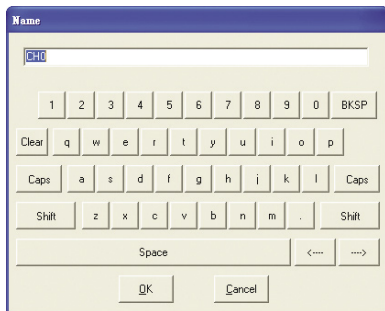 Name
CH0
1 2 3 4 5 6 7 8 9 0 BKSP
Clear q w e r t y u i o p
Caps a s d f g h j k l Caps
Shift z x c v b n m . Shift
Space <---- ---->
OK Cancel